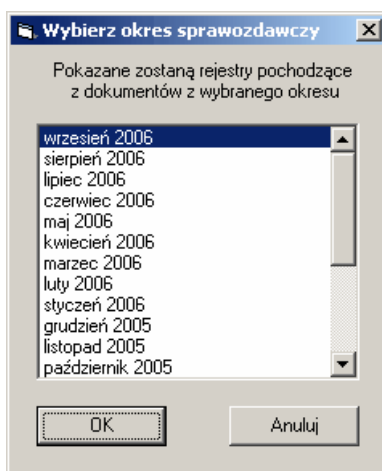 Wybierz okres sprawozdawczy
Pokazane zostaną rejestry pochodzące
z dokumentów z wybranego okresu
wrzesień 2006
sierpień 2006
lipiec 2006
czerwiec 2006
maj 2006
kwiecień 2006
marzec 2006
luty 2006
styczeń 2006
grudzień 2005
listopad 2005
październik 2005
OK
Anuluj